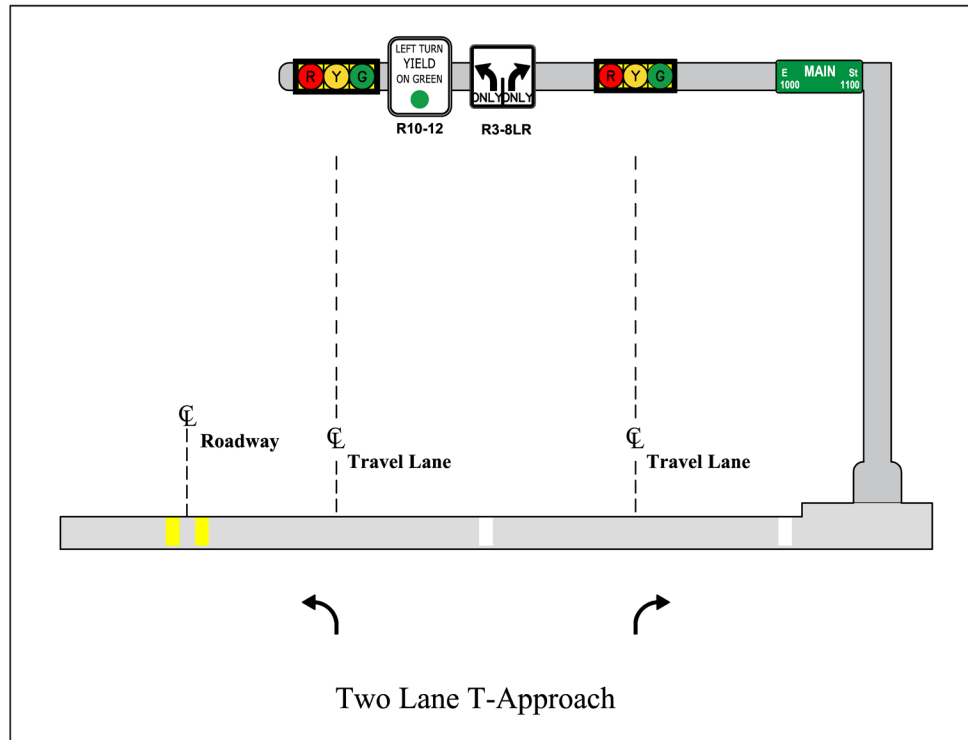 R Y G
LEFT TURN
YIELD
ON GREEN
ONLY ONLY
R Y G
E MAIN St
1000 1100
R10-12
R3-8LR
℄
Roadway
℄
Travel Lane
℄
Travel Lane
Two Lane T-Approach